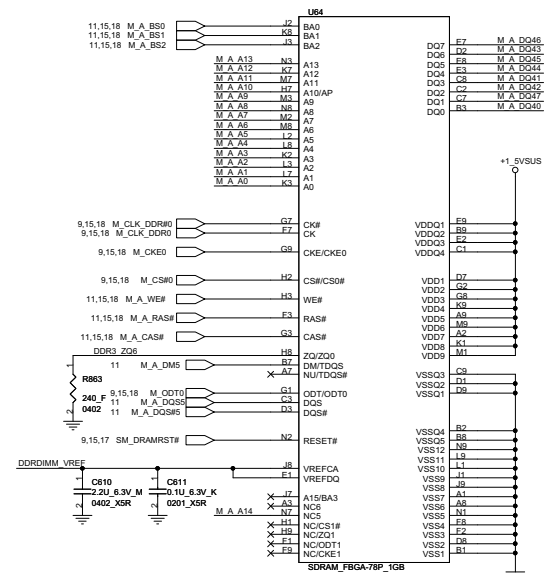 U64
11,15,18 M_A_BS0 J2 BA0
11,15,18 M_A_BS1 K8 BA1
11,15,18 M_A_BS2 J3 BA2
E7 M_A_DQ46
DQ7
D2 M_A_DQ43
DQ6
E8 M_A_DQ45
DQ5
E3 M_A_DQ44
DQ4
C8 M_A_DQ41
DQ3
C2 M_A_DQ42
DQ2
C7 M_A_DQ47
DQ1
B3 M_A_DQ40
DQ0
M_A_A13 N3 A13
M_A_A12 K7 A12
M_A_A11 M7 A11
M_A_A10 H7 A10/AP
M_A_A9 M3 A9
M_A_A8 N8 A8
M_A_A7 M2 A7
M_A_A6 M8 A6
M_A_A5 L2 A5
M_A_A4 L8 A4
M_A_A3 K2 A3
M_A_A2 L3 A2
M_A_A1 L7 A1
M_A_A0 K3 A0
+1_5VSUS
9,15,18 M_CLK_DDR#0 G7 CK#
9,15,18 M_CLK_DDR0 F7 CK
9,15,18 M_CKE0 G9 CKE/CKE0
VDDQ1 E9
VDDQ2 B9
VDDQ3 E2
VDDQ4 C1
9,15,18 M_CS#0 H2 CS#/CS0#
11,15,18 M_A_WE# H3 WE#
11,15,18 M_A_RAS# F3 RAS#
11,15,18 M_A_CAS# G3 CAS#
VDD1 D7
VDD2 G2
VDD3 G8
VDD4 K9
VDD5 A9
VDD6 M9
VDD7 A2
VDD8 K1
VDD9 M1
DDR3_ZQ6 H8 ZQ/ZQ0
11 M_A_DM5 B7 DM/TDQS
A7 NU/TDQS#
R863
240_F
0402
1
2
9,15,18 M_ODT0 G1 ODT/ODT0
11 M_A_DQS5 C3 DQS
11 M_A_DQS#5 D3 DQS#
VSSQ3 C9
VSSQ2 D1
VSSQ1 D9
9,15,17 SM_DRAMRST# N2 RESET#
VSSQ4 B2
VSSQ5 B8
VSS12 N9
VSS11 L9
VSS10 L1
VSS9 J1
VSS8 J9
VSS7 A1
VSS6 A8
VSS5 N1
VSS4 F8
VSS3 F2
VSS2 D8
VSS1 B1
DDRDIMM_VREF J8 VREFCA
E1 VREFDQ
C610
2.2U_6.3V_M
0402_X5R
1
2
C611
0.1U_6.3V_K
0201_X5R
1
2
J7 A15/BA3
A3 NC6
M_A_A14 N7 NC5
H1 NC/CS1#
H9 NC/ZQ1
F1 NC/ODT1
F9 NC/CKE1
SDRAM_FBGA-78P_1GB